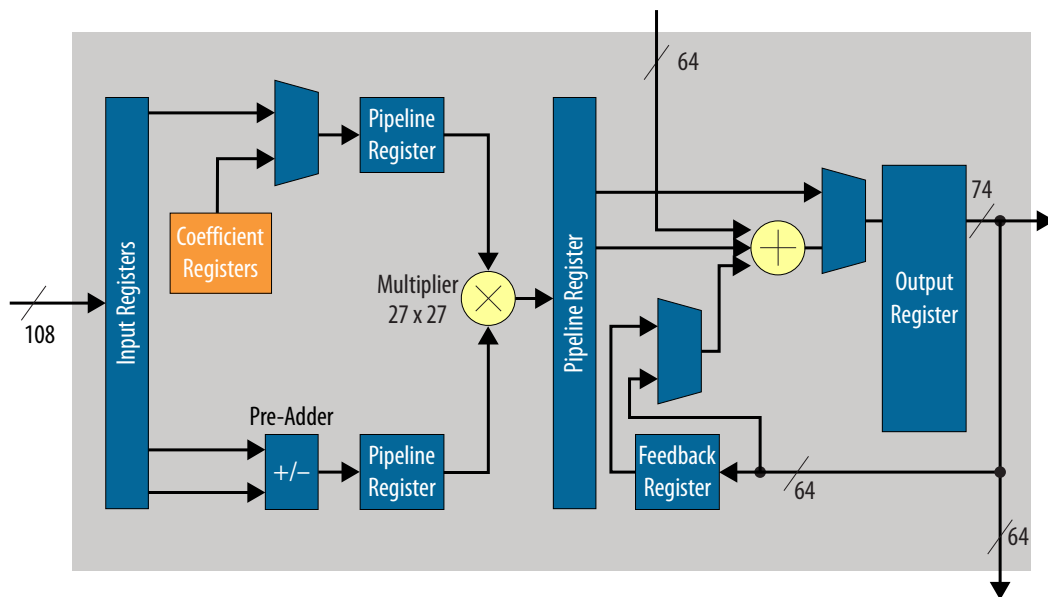 64
Pipeline
Register
Coefficient
Registers
74
Input Registers
Pipeline Register
Multiplier
27 x 27
Output
Register
108
Pre-Adder
+/–
Pipeline
Register
Feedback
Register
64
64